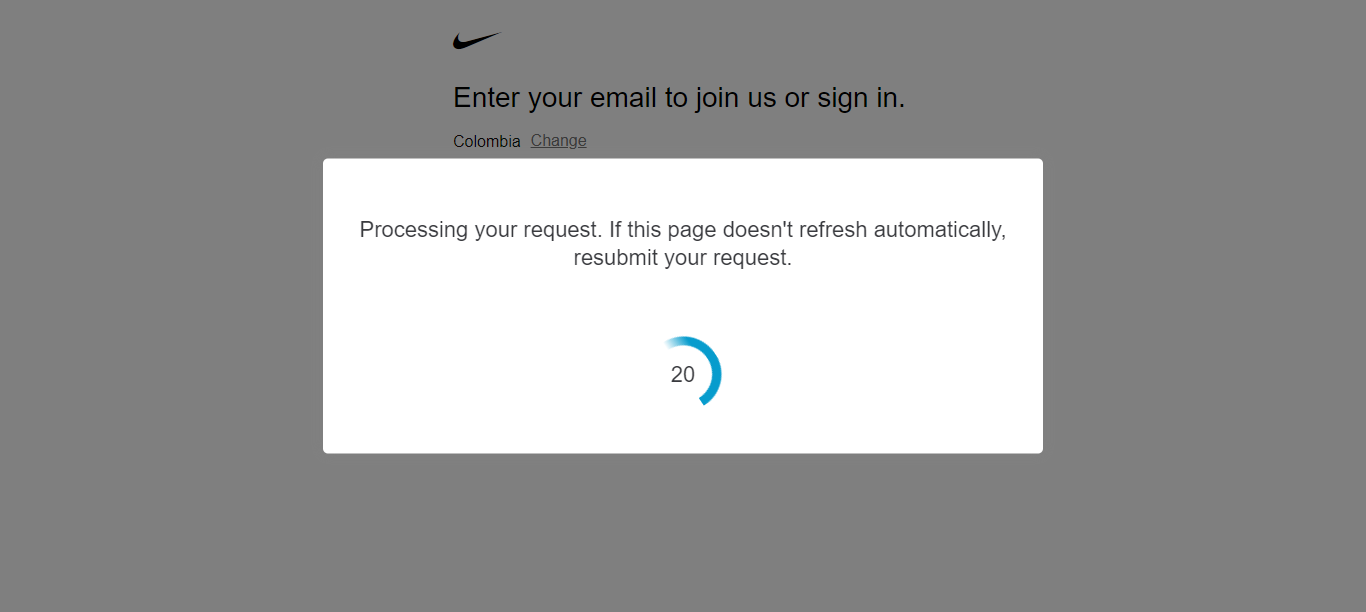 Enter your email to join us or sign in.
Colombia Change
Processing your request. If this page doesn't refresh automatically,
resubmit your request.
20